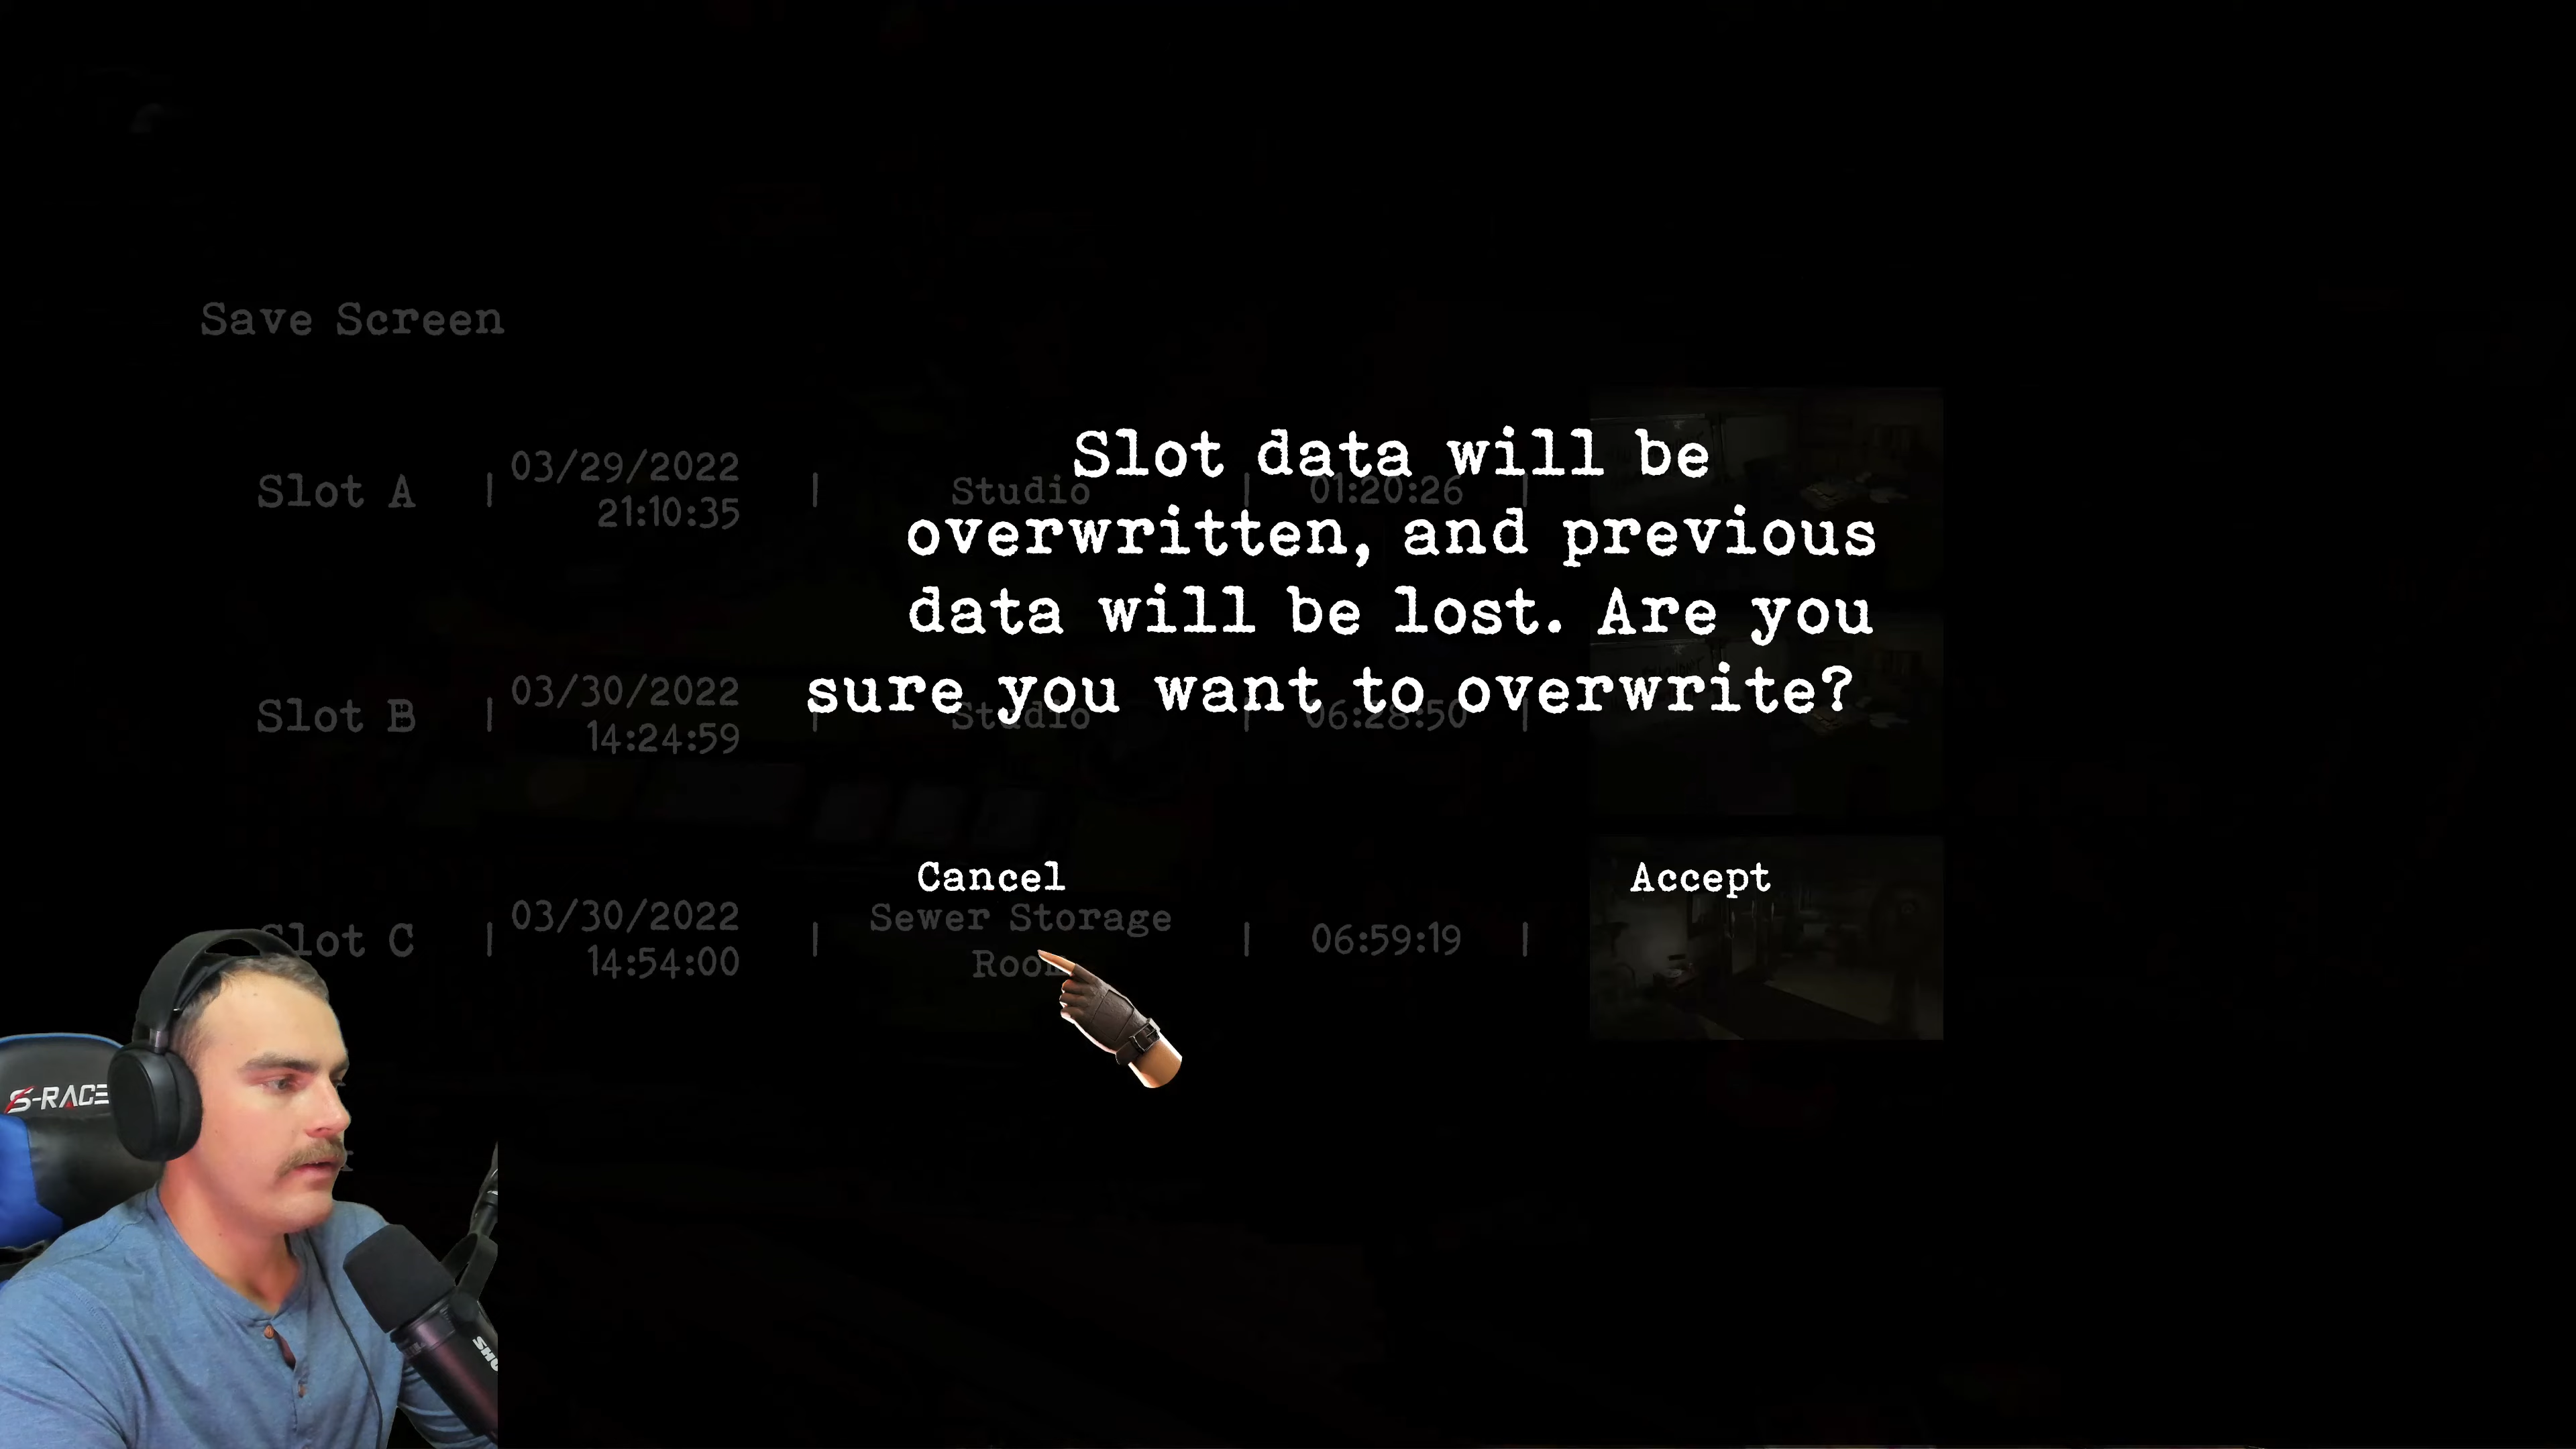 Save Screen
Slot data will be
overwritten, and previous
data will be lost. Are you
sure you want to overwrite?
Cancel
Accept
Slot A | 03/29/2022 21:10:35 | Studio | 01:20:26 |
Slot B | 03/30/2022 14:24:59 | Studio | 06:28:50 |
Slot C | 03/30/2022 14:54:00 | Sewer Storage Room | 06:59:19 |
S-RACE